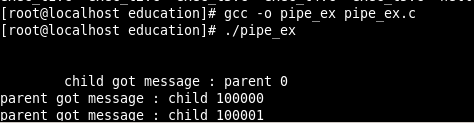 [root@localhost education]# gcc -o pipe_ex pipe_ex.c
[root@localhost education]# ./pipe_ex
child got message : parent 0
parent got message : child 100000
parent got message : child 100001